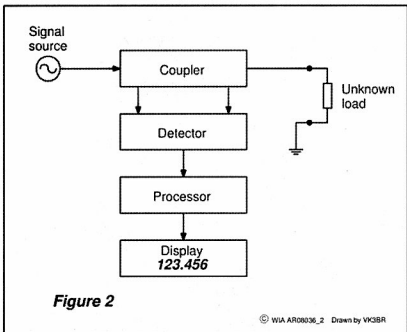 Signal
source
Coupler
Unknown
load
Detector
Processor
Display
123.456
Figure 2
© WIA AR08036_2 Drawn by VK3BR